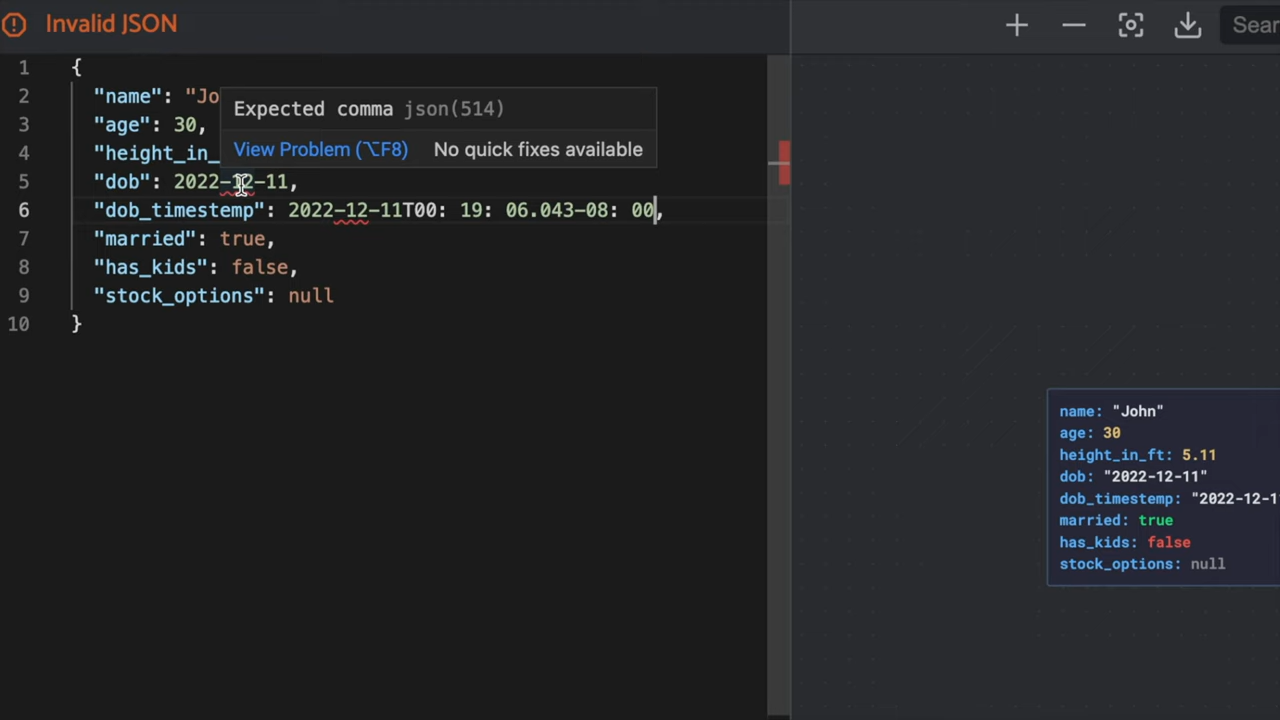 Invalid JSON
Sear
1 {
2 "name": "Jo
Expected comma json(514)
3 "age": 30,
View Problem (⌥F8) No quick fixes available
4 "height_in_
5 "dob": 2022-12-11,
6 "dob_timestemp": 2022-12-11T00: 19: 06.043-08: 00,
7 "married": true,
8 "has_kids": false,
9 "stock_options": null
10 }
name: "John"
age: 30
height_in_ft: 5.11
dob: "2022-12-11"
dob_timestemp: "2022-12-1
married: true
has_kids: false
stock_options: null